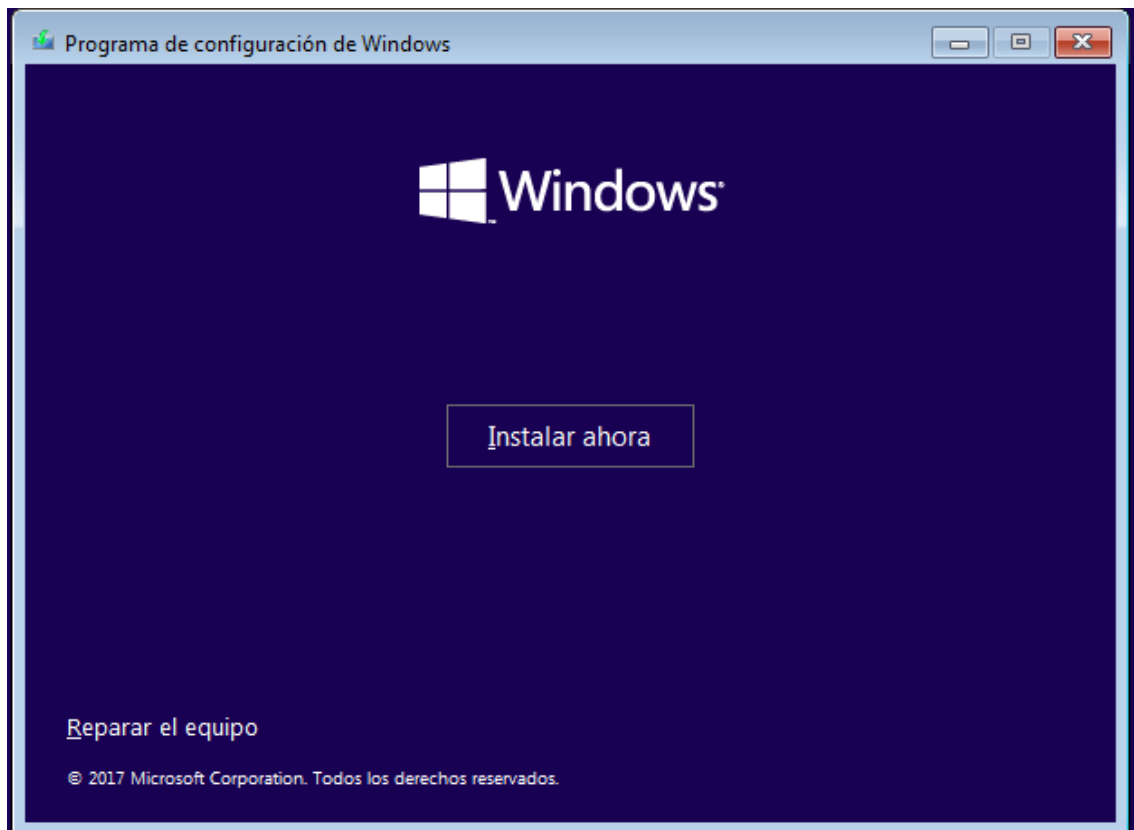 Programa de configuración de Windows
Windows
Instalar ahora
Reparar el equipo
© 2017 Microsoft Corporation. Todos los derechos reservados.